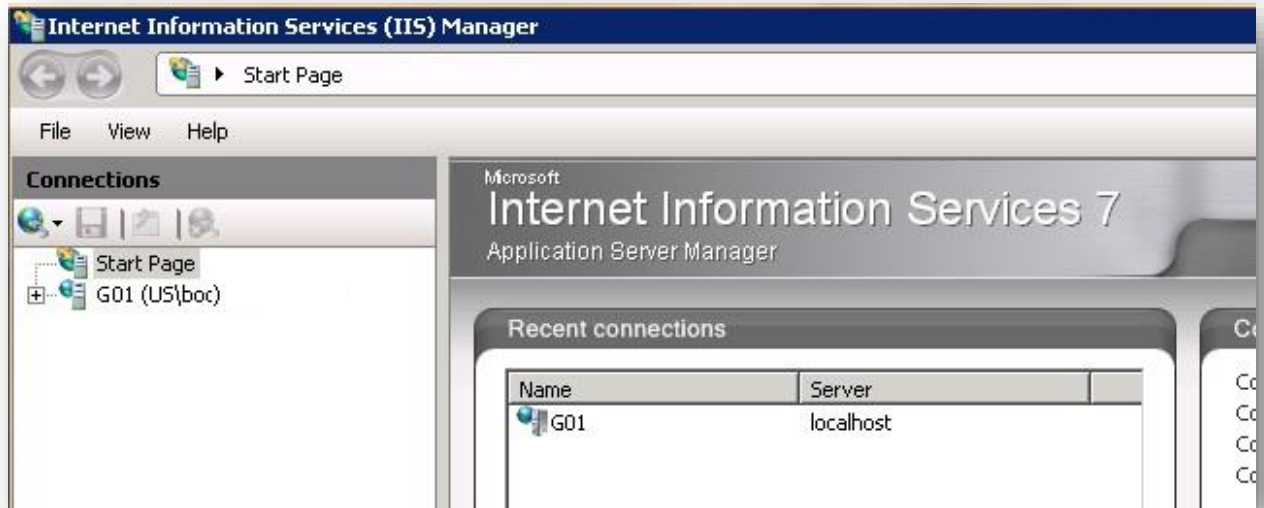 Internet Information Services (IIS) Manager
Start Page
File View Help
Connections
Start Page
G01 (US\boc)
Microsoft
Internet Information Services 7
Application Server Manager
Recent connections
Name Server
G01 localhost